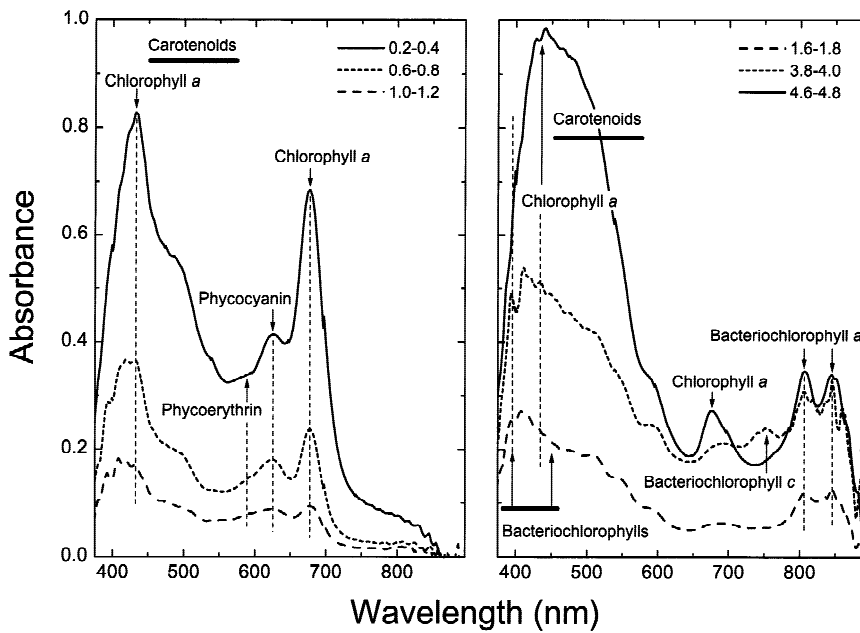 Absorbance
1.0
0.8
0.6
0.4
0.2
0.0
Carotenoids
Chlorophyll a
0.2-0.4
0.6-0.8
1.0-1.2
Chlorophyll a
Phycocyanin
Phycoerythrin
400 500 600 700 800
1.6-1.8
3.8-4.0
4.6-4.8
Carotenoids
Chlorophyll a
Bacteriochlorophyll a
Chlorophyll a
Bacteriochlorophyll c
Bacteriochlorophylls
400 500 600 700 800
Wavelength (nm)